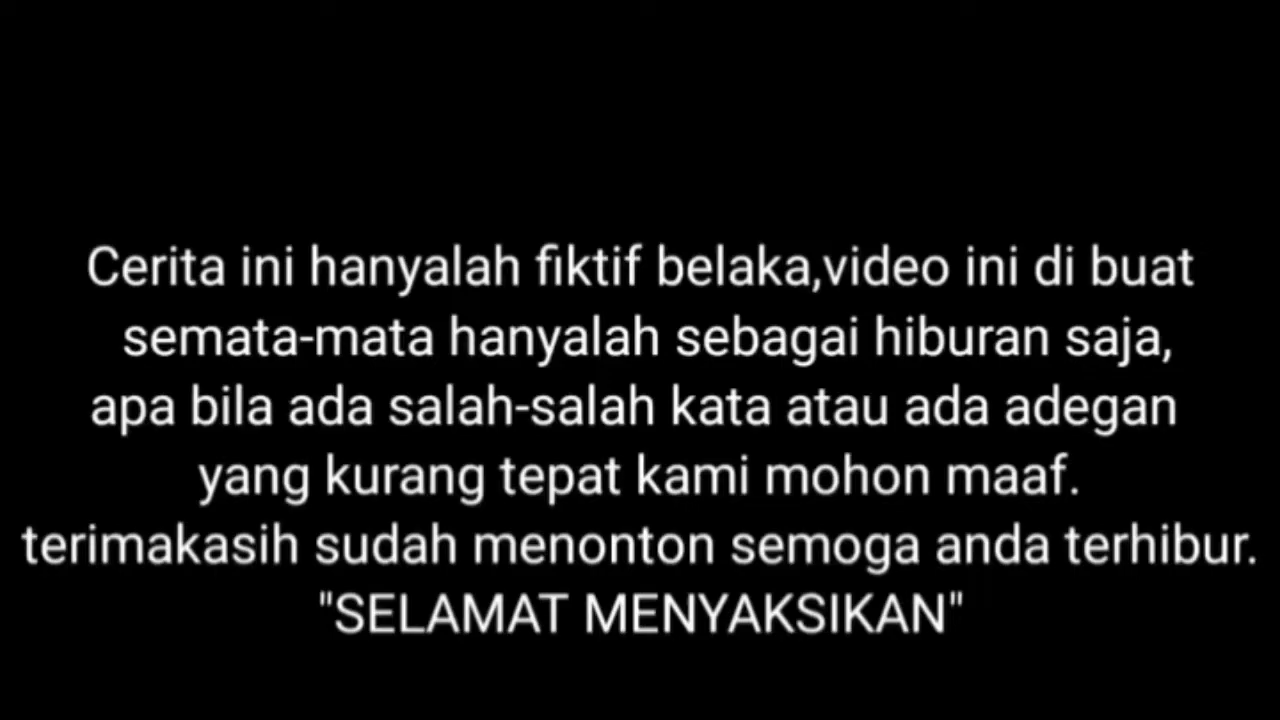 Cerita ini hanyalah fiktif belaka,video ini di buat
semata-mata hanyalah sebagai hiburan saja,
apa bila ada salah-salah kata atau ada adegan
yang kurang tepat kami mohon maaf.
terimakasih sudah menonton semoga anda terhibur.
"SELAMAT MENYAKSIKAN"